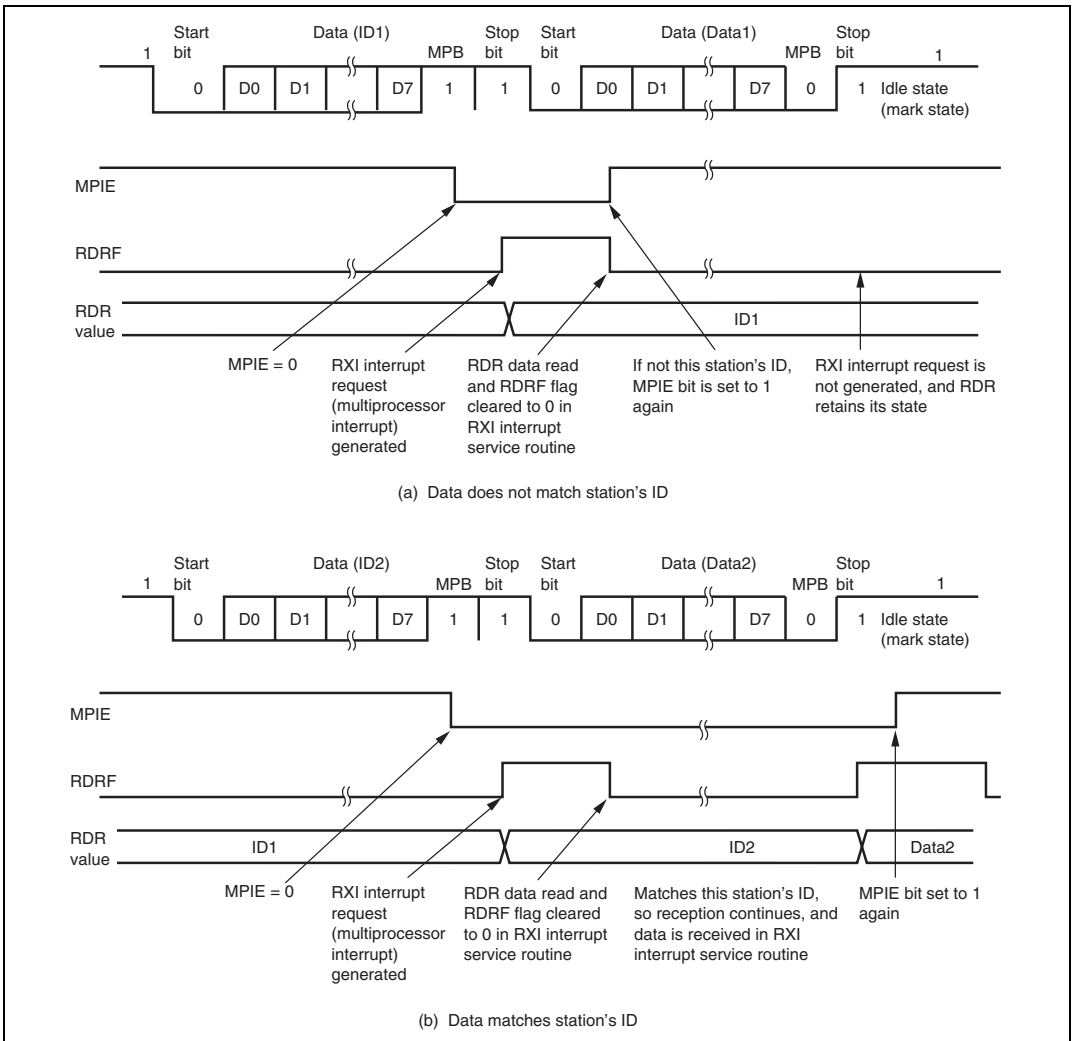 Start
bit
Data (ID1)
MPB
Stop
bit
Start
bit
Data (Data1)
MPB
Stop
bit
1
1
0 D0 D1 D7 1 1 0 D0 D1 D7 0 1 Idle state
(mark state)
MPIE
RDRF
RDR
value
ID1
MPIE = 0
RXI interrupt
request
(multiprocessor
interrupt)
generated
RDR data read
and RDRF flag
cleared to 0 in
RXI interrupt
service routine
If not this station's ID,
MPIE bit is set to 1
again
RXI interrupt request is
not generated, and RDR
retains its state
(a) Data does not match station's ID
Start
bit
Data (ID2)
MPB
Stop
bit
Start
bit
Data (Data2)
MPB
Stop
bit
1
1
0 D0 D1 D7 1 1 0 D0 D1 D7 0 1 Idle state
(mark state)
MPIE
RDRF
RDR
value
ID1
ID2
Data2
MPIE = 0
RXI interrupt
request
(multiprocessor
interrupt)
generated
RDR data read and
RDRF flag cleared
to 0 in RXI interrupt
service routine
Matches this station's ID,
so reception continues, and
data is received in RXI
interrupt service routine
MPIE bit set to 1
again
(b) Data matches station's ID